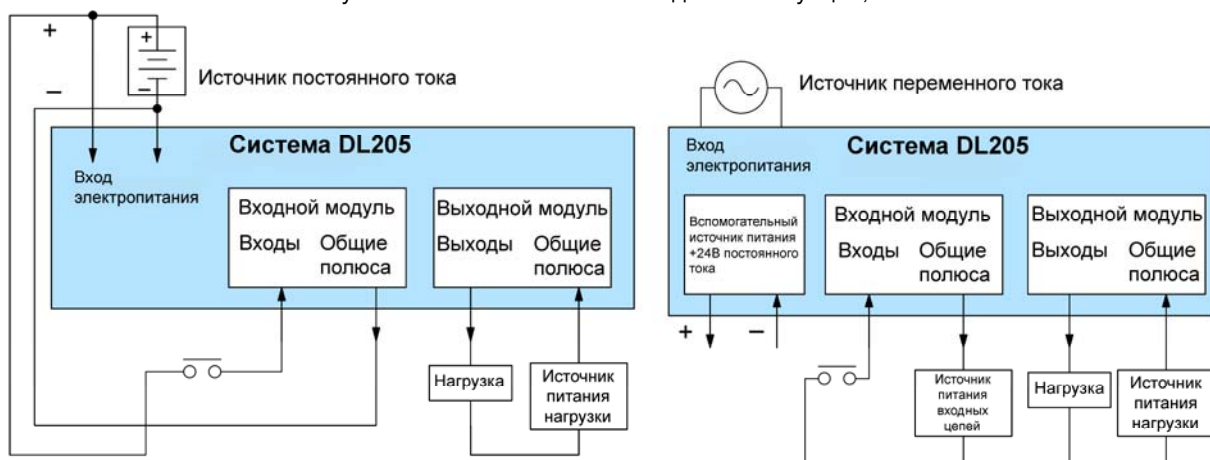 +
+
−
−
Источник постоянного тока
Система DL205
Вход
электропитания
Входной модуль
Входы Общие
полюса
Выходной модуль
Выходы Общие
полюса
Нагрузка
Источник
питания
нагрузки
Источник переменного тока
Вход
электропитания
Система DL205
Вспомогательный
источник питания
+24В постоянного
тока
Входной модуль
Входы Общие
полюса
Выходной модуль
Выходы Общие
полюса
+ −
Источник
питания
входных
цепей
Нагрузка
Источник
питания
нагрузки